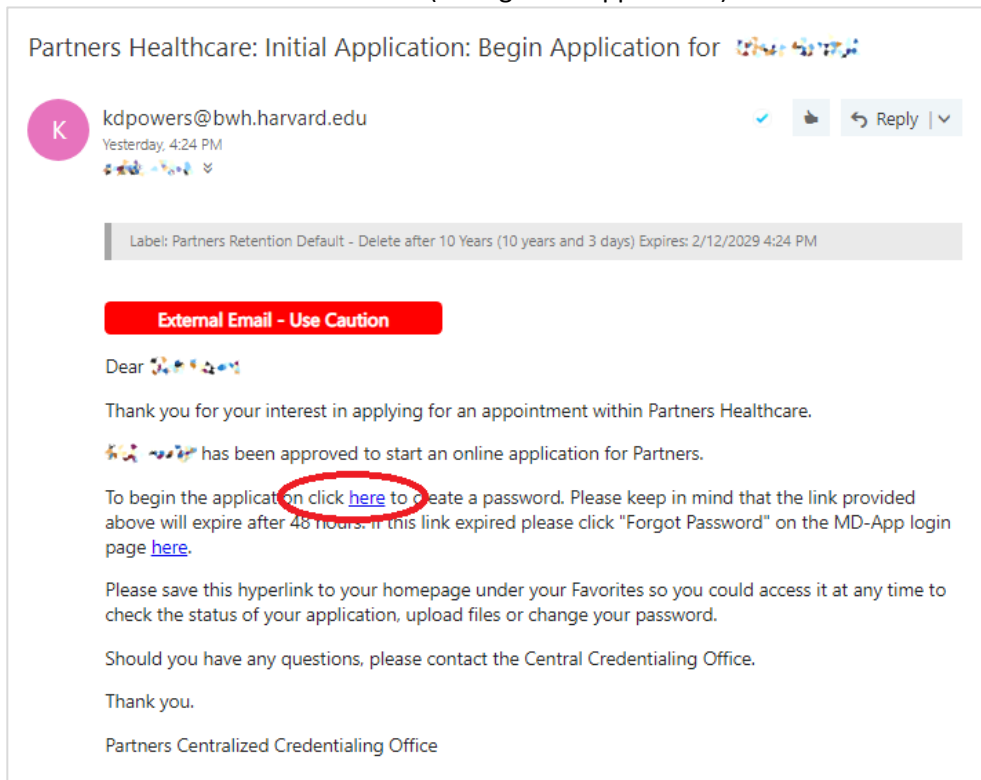 Partners Healthcare: Initial Application: Begin Application for
K
kdpowers@bwh.harvard.edu
Reply
Yesterday, 4:24 PM
Label: Partners Retention Default - Delete after 10 Years (10 years and 3 days) Expires: 2/12/2029 4:24 PM
External Email - Use Caution
Dear
Thank you for your interest in applying for an appointment within Partners Healthcare.
has been approved to start an online application for Partners.
To begin the application click here to create a password. Please keep in mind that the link provided
above will expire after 48 hours. If this link expired please click "Forgot Password" on the MD-App login
page here.
Please save this hyperlink to your homepage under your Favorites so you could access it at any time to
check the status of your application, upload files or change your password.
Should you have any questions, please contact the Central Credentialing Office.
Thank you.
Partners Centralized Credentialing Office